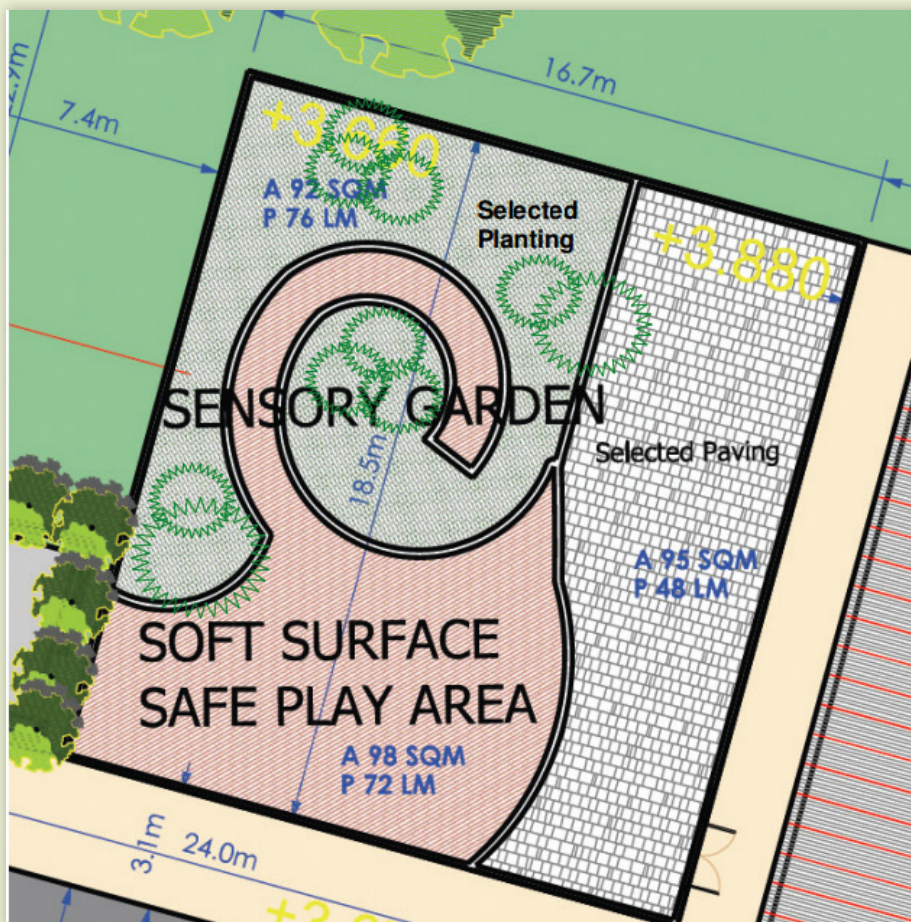 16.7m
7.4m
+3.690
A 92 SQM
P 76 LM
Selected
Planting
+3.880
SENSORY GARDEN
18.5m
Selected Paving
A 95 SQM
P 48 LM
SOFT SURFACE
SAFE PLAY AREA
A 98 SQM
P 72 LM
3.1m
24.0m